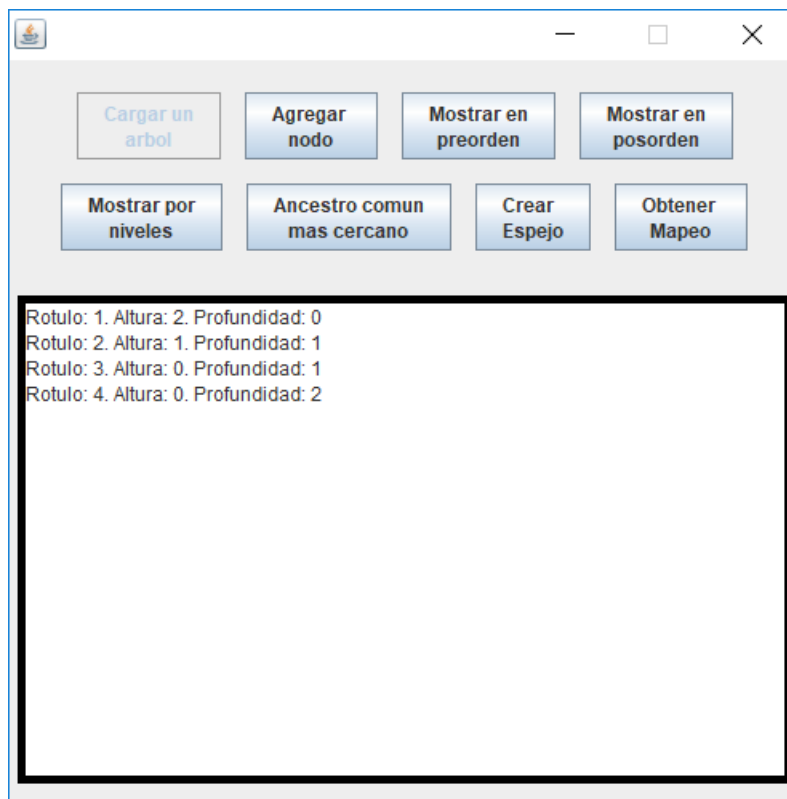 Cargar un
arbol
Agregar
nodo
Mostrar en
preorden
Mostrar en
posorden
Mostrar por
niveles
Ancestro comun
mas cercano
Crear
Espejo
Obtener
Mapeo
Rotulo: 1. Altura: 2. Profundidad: 0
Rotulo: 2. Altura: 1. Profundidad: 1
Rotulo: 3. Altura: 0. Profundidad: 1
Rotulo: 4. Altura: 0. Profundidad: 2